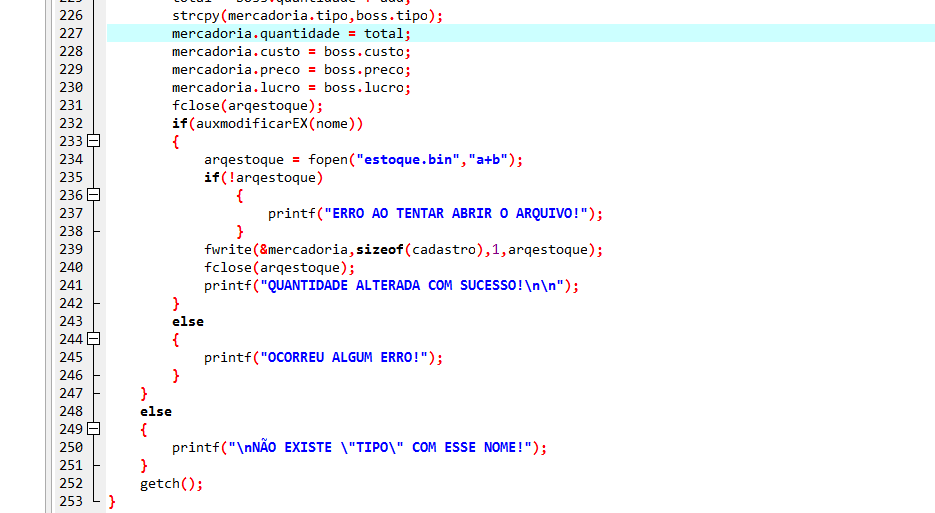 226 strcpy(mercadoria.tipo,boss.tipo);
227 mercadoria.quantidade = total;
228 mercadoria.custo = boss.custo;
229 mercadoria.preco = boss.preco;
230 mercadoria.lucro = boss.lucro;
231 fclose(arqestoque);
232 if(auxmodificarEX(nome))
233 {
234 arqestoque = fopen("estoque.bin","a+b");
235 if(!arqestoque)
236 {
237 printf("ERRO AO TENTAR ABRIR O ARQUIVO!");
238 }
239 fwrite(&mercadoria,sizeof(cadastro),1,arqestoque);
240 fclose(arqestoque);
241 printf("QUANTIDADE ALTERADA COM SUCESSO!\n\n");
242 }
243 else
244 {
245 printf("OCORREU ALGUM ERRO!");
246 }
247 }
248 else
249 {
250 printf("\nNÃO EXISTE \"TIPO\" COM ESSE NOME!");
251 }
252 getch();
253 }